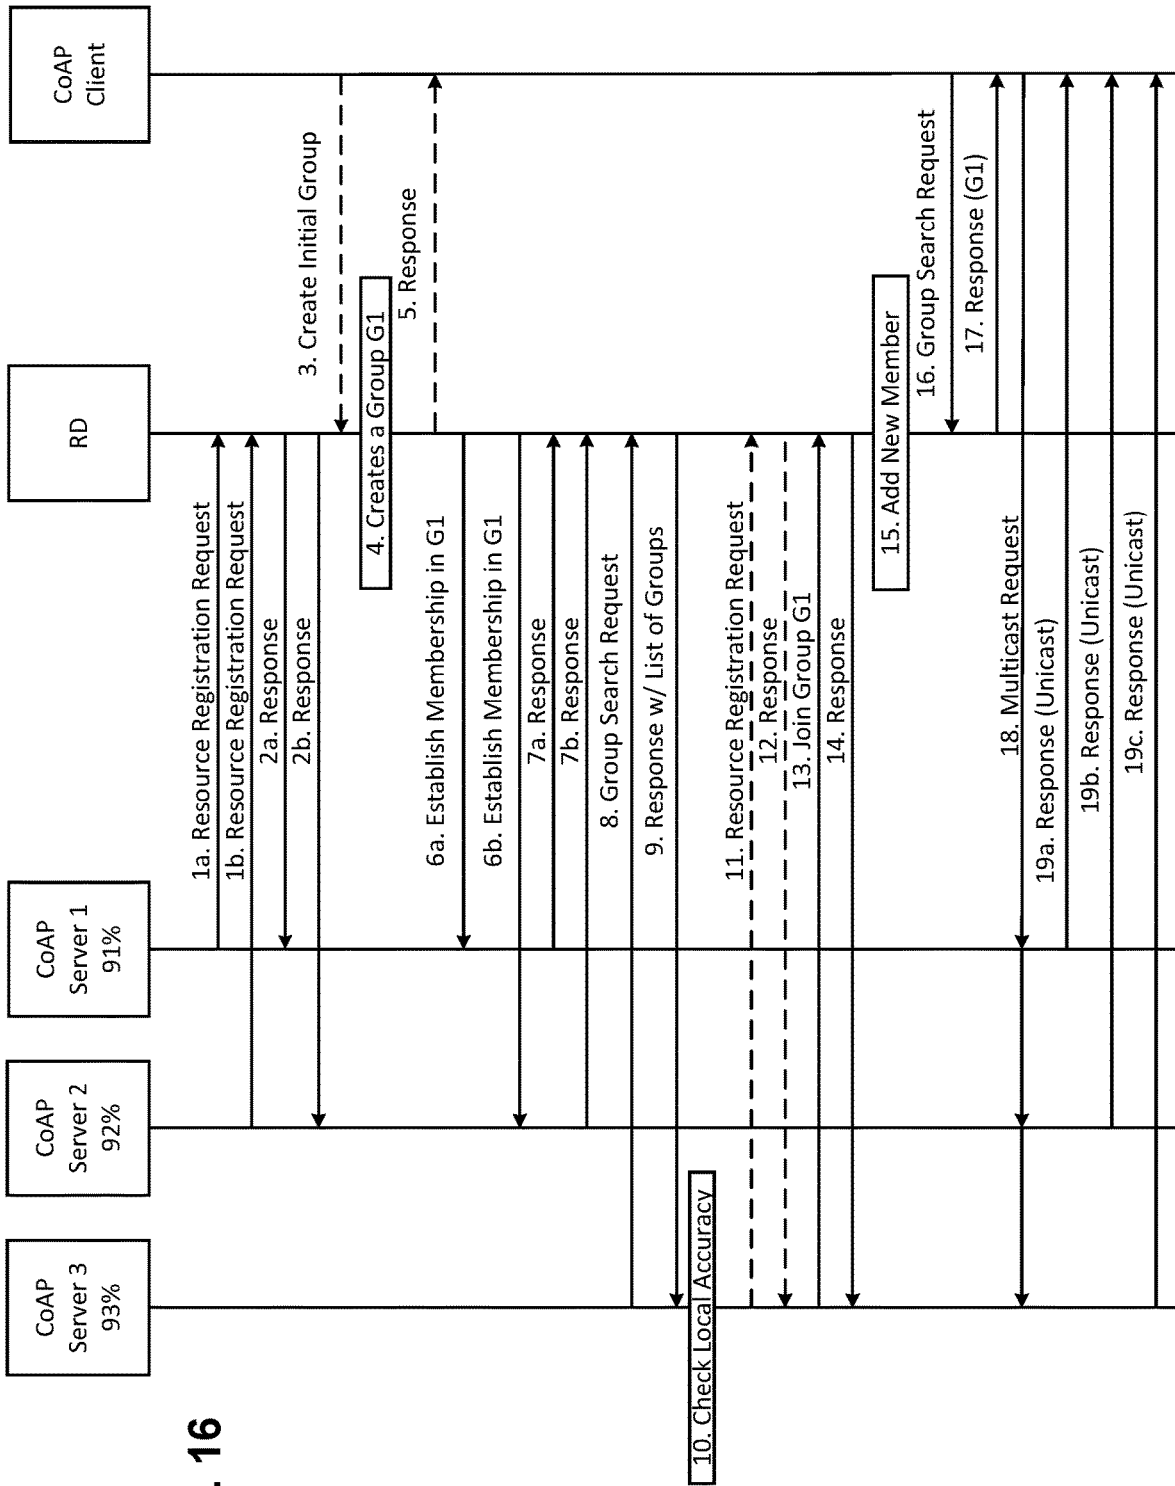 CoAP
Server 3
93%
CoAP
Server 2
92%
CoAP
Server 1
91%
RD
CoAP
Client
1a. Resource Registration Request
1b. Resource Registration Request
2a. Response
2b. Response
3. Create Initial Group
4. Creates a Group G1
5. Response
6a. Establish Membership in G1
6b. Establish Membership in G1
7a. Response
7b. Response
8. Group Search Request
9. Response w/ List of Groups
10. Check Local Accuracy
11. Resource Registration Request
12. Response
13. Join Group G1
14. Response
15. Add New Member
16. Group Search Request
17. Response (G1)
18. Multicast Request
19a. Response (Unicast)
19b. Response (Unicast)
19c. Response (Unicast)
. 16